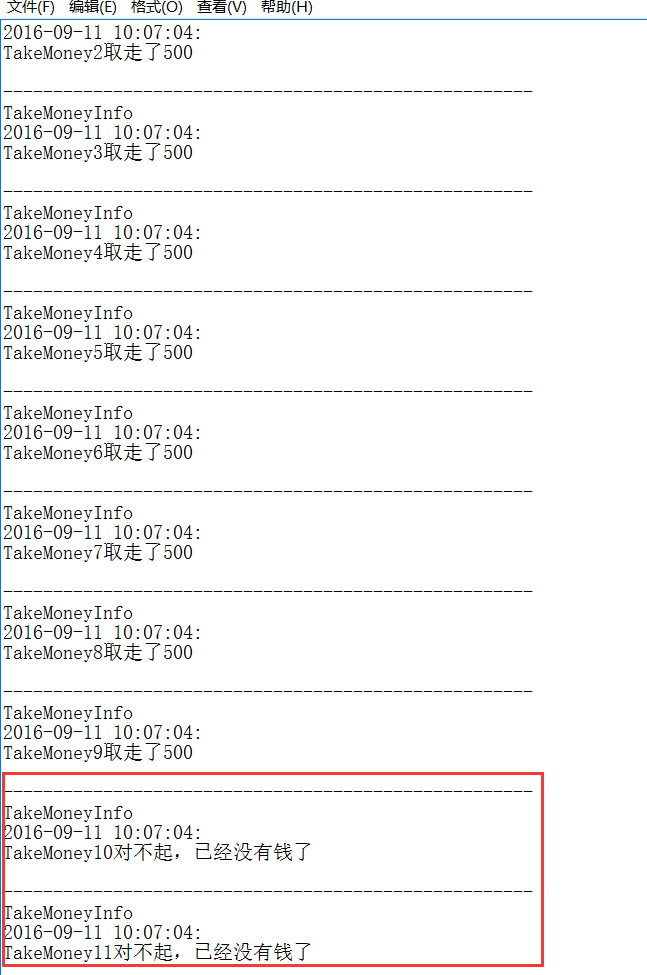 文件(F) 编辑(E) 格式(O) 查看(V) 帮助(H)
2016-09-11 10:07:04:
TakeMoney2取走了500
-----------------------------------------------------
TakeMoneyInfo
2016-09-11 10:07:04:
TakeMoney3取走了500
-----------------------------------------------------
TakeMoneyInfo
2016-09-11 10:07:04:
TakeMoney4取走了500
-----------------------------------------------------
TakeMoneyInfo
2016-09-11 10:07:04:
TakeMoney5取走了500
-----------------------------------------------------
TakeMoneyInfo
2016-09-11 10:07:04:
TakeMoney6取走了500
-----------------------------------------------------
TakeMoneyInfo
2016-09-11 10:07:04:
TakeMoney7取走了500
-----------------------------------------------------
TakeMoneyInfo
2016-09-11 10:07:04:
TakeMoney8取走了500
-----------------------------------------------------
TakeMoneyInfo
2016-09-11 10:07:04:
TakeMoney9取走了500
-----------------------------------------------------
TakeMoneyInfo
2016-09-11 10:07:04:
TakeMoney10对不起，已经没有钱了
-----------------------------------------------------
TakeMoneyInfo
2016-09-11 10:07:04:
TakeMoney11对不起，已经没有钱了